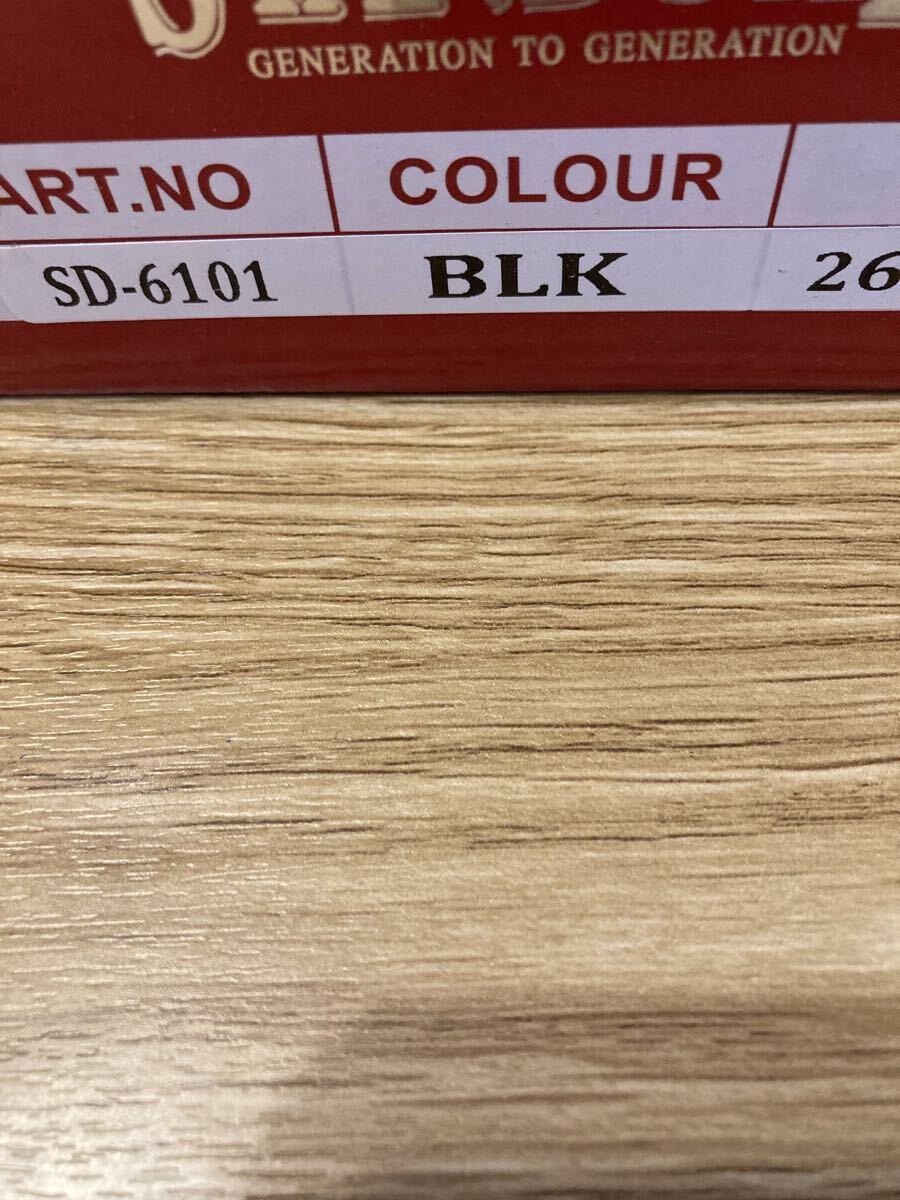 GENERATION TO GENERATION
ART.NO COLOUR
SD-6101 BLK 26